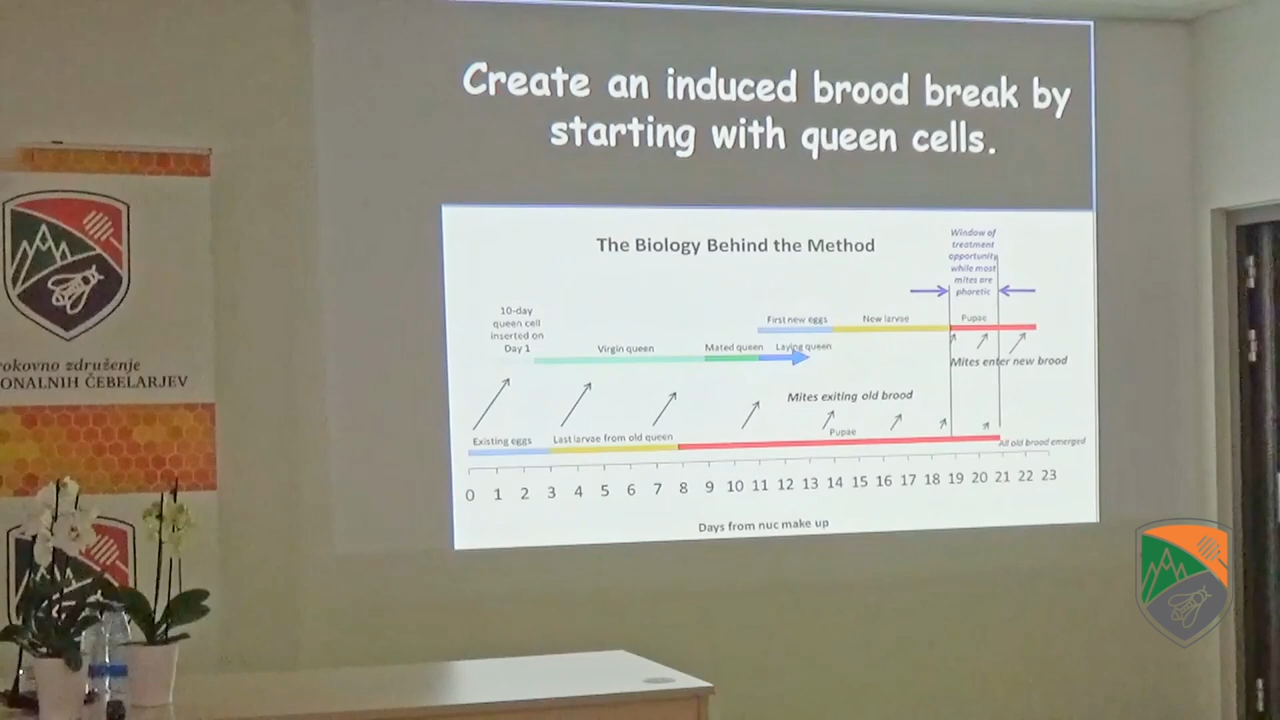 Create an induced brood break by
starting with queen cells.
The Biology Behind the Method
Window of
treatment
opportunity
while most
mites are
phoretic
10-day
queen cell
inserted on
Day 1
First new eggs
New larvae
Pupae
Virgin queen
Mated queen
Laying queen
Mites enter new brood
Mites exiting old brood
Existing eggs
Last larvae from old queen
Pupae
All old brood emerged
0 1 2 3 4 5 6 7 8 9 10 11 12 13 14 15 16 17 18 19 20 21 22 23
Days from nuc make up
združenje
ČEBELARJEV